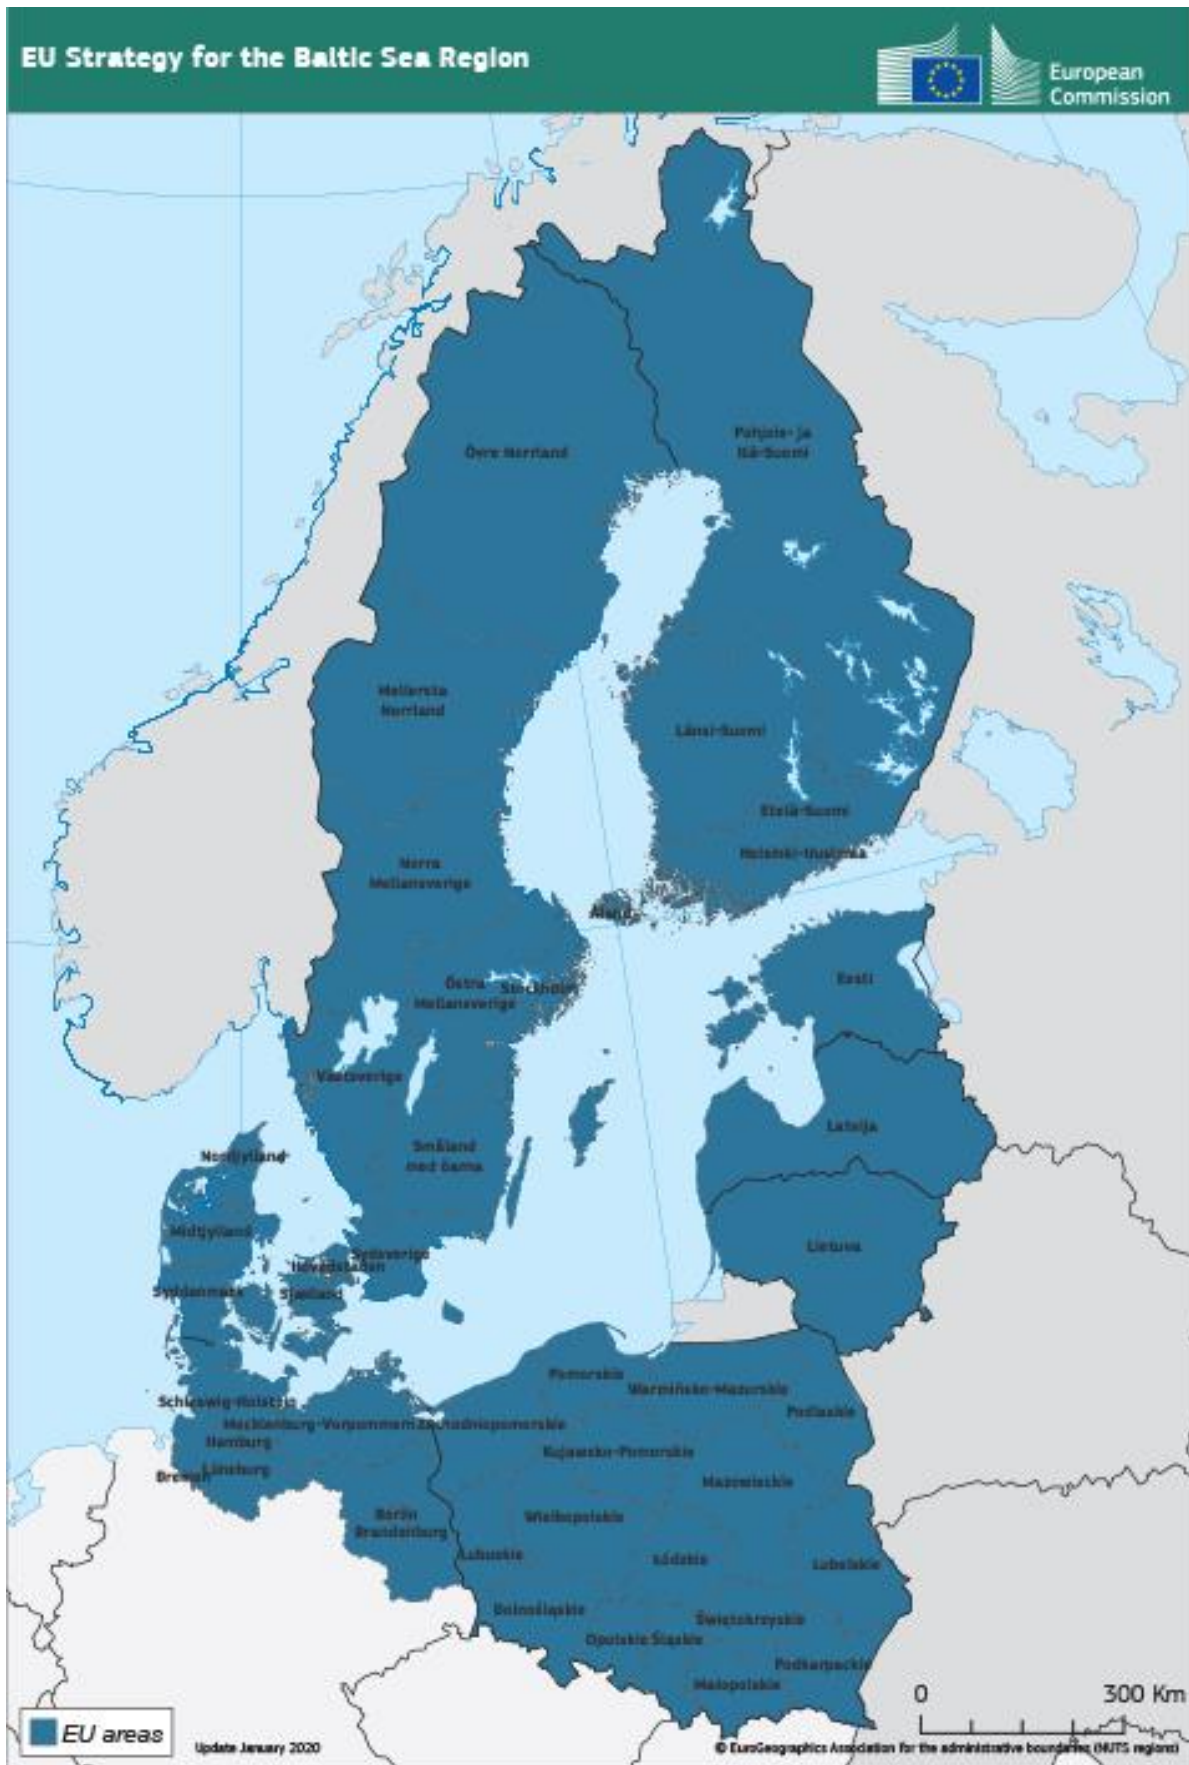 EU Strategy for the Baltic Sea Region
European
Commission
Pohjois- ja
Itä-Suomi
Övre Norrland
Mellersta
Norrland
Länsi-Suomi
Etelä-Suomi
Helsinki-Uusimaa
Norra
Mellansverige
Åland
Eesti
Östra
Mellansverige
Stockholm
Västsverige
Latvija
Småland
med öarna
Nordjylland
Midtjylland
Lietuva
Sydsverige
Hovedstaden
Syddanmark
Sjælland
Pomorskie
Warmińsko-Mazurskie
Schleswig-Holstein
Podlaskie
Mecklenburg-Vorpommern
Zachodniopomorskie
Hamburg
Kujawsko-Pomorskie
Bremen
Lüneburg
Mazowieckie
Berlin
Brandenburg
Wielkopolskie
Lubuskie
Łódzkie
Lubelskie
Dolnośląskie
Świętokrzyskie
Opolskie
Śląskie
Podkarpackie
Małopolskie
0 300 Km
EU areas
Update January 2020
© EuroGeographics Association for the administrative boundaries (NUTS regions)